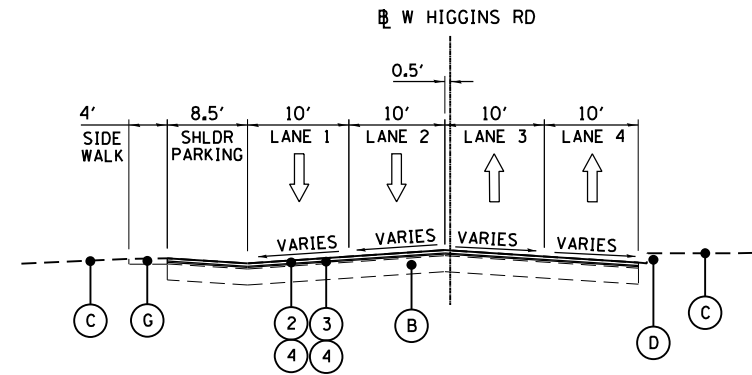 ℄ W HIGGINS RD
0.5'
4' 8.5' 10' 10' 10' 10'
SIDE WALK SHLDR PARKING LANE 1 LANE 2 LANE 3 LANE 4
VARIES VARIES VARIES VARIES
C G 2 3 B D C
4 4